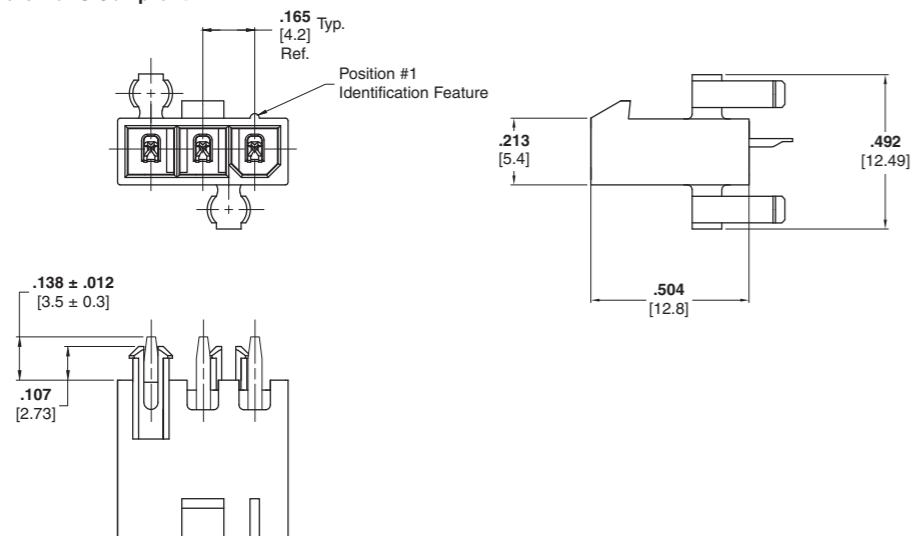 .165 Typ.
[4.2]
Ref.
Position #1
Identification Feature
.213
[5.4]
.492
[12.49]
.504
[12.8]
.138 ± .012
[3.5 ± 0.3]
.107
[2.73]